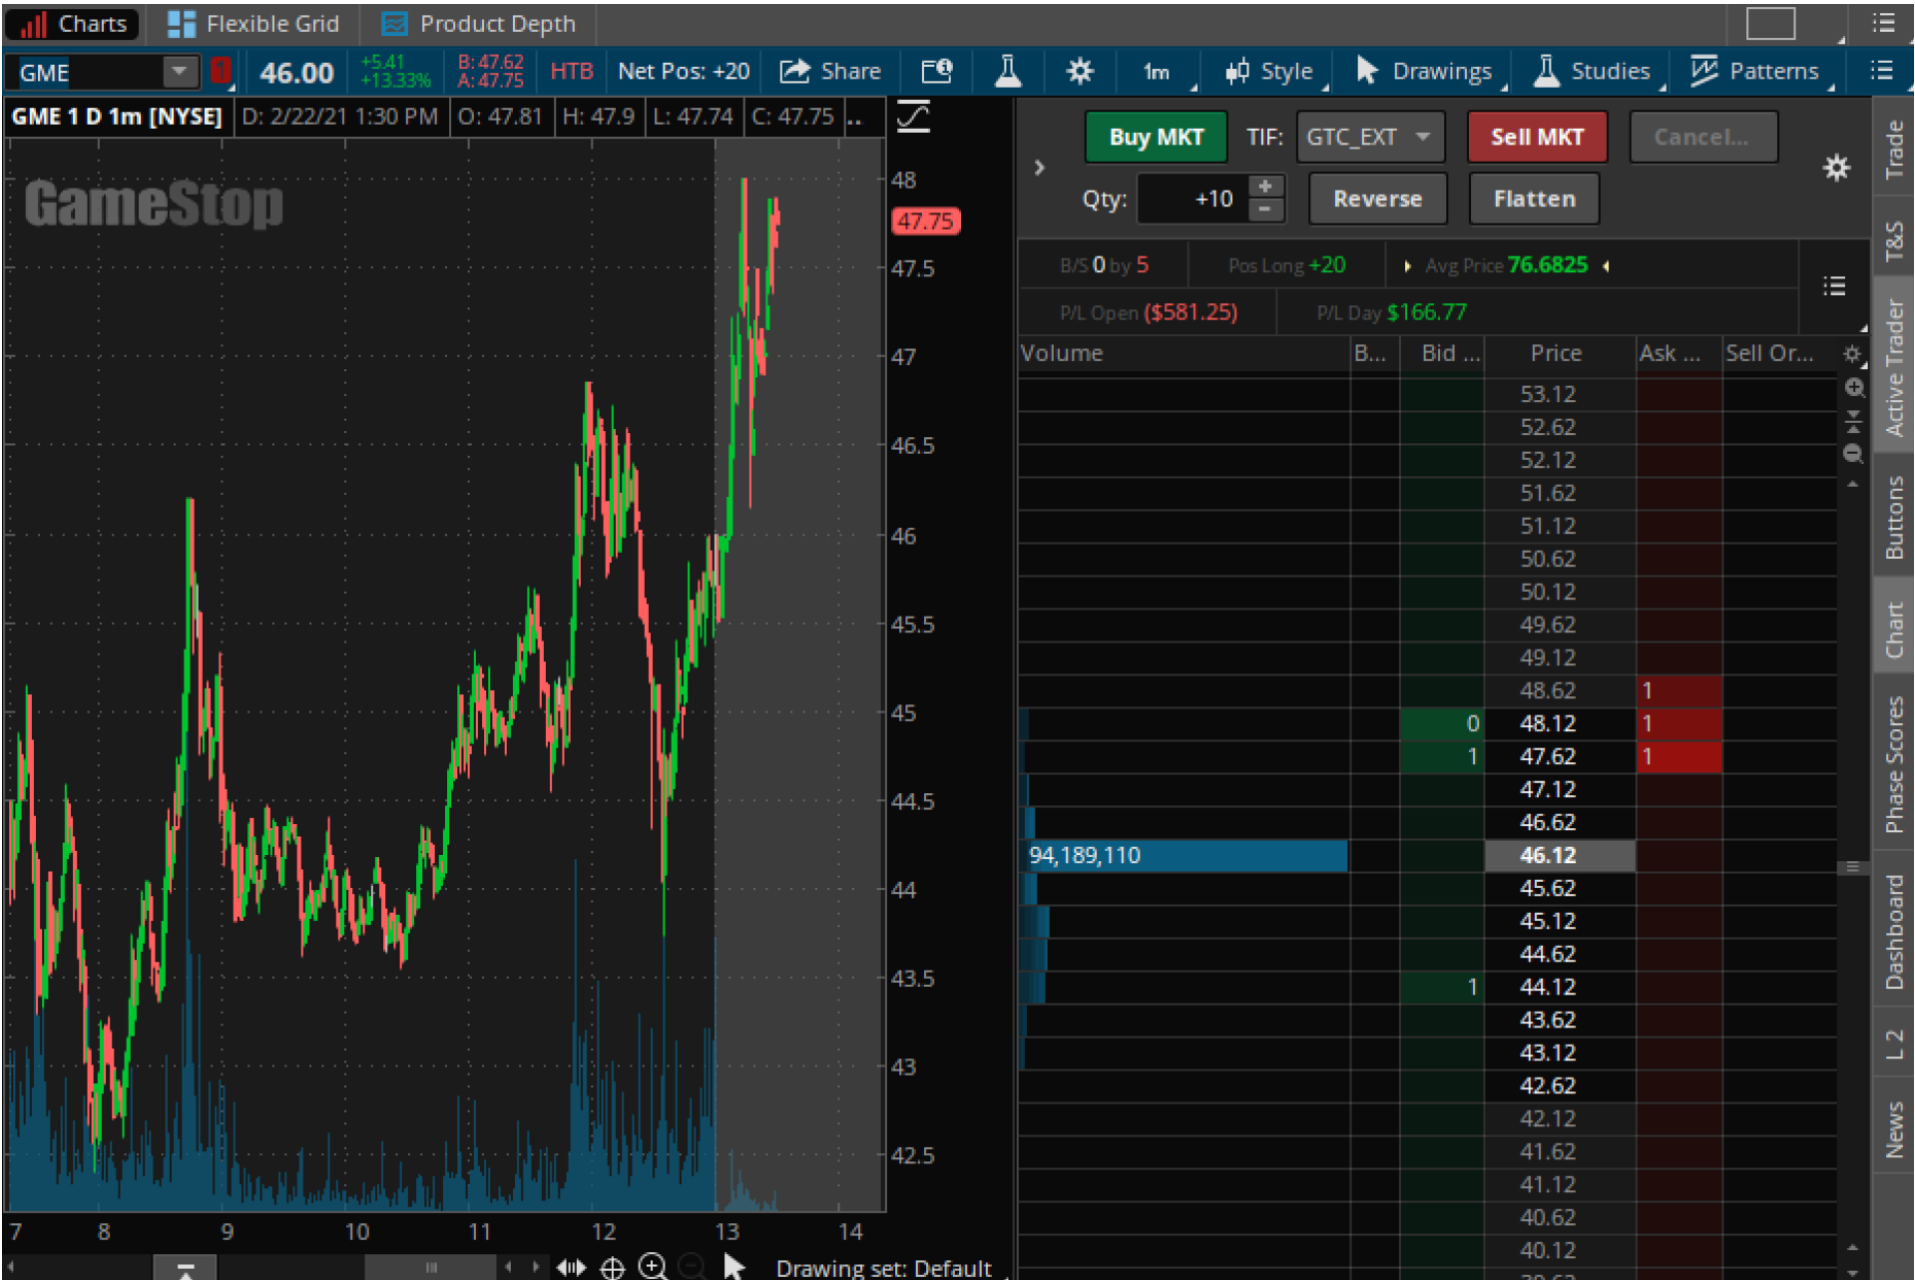 Charts Flexible Grid Product Depth
GME 1 46.00 +5.41 +13.33% B: 47.62 A: 47.75 HTB Net Pos: +20 Share 1m Style Drawings Studies Patterns
GME 1 D 1m [NYSE] D: 2/22/21 1:30 PM O: 47.81 H: 47.9 L: 47.74 C: 47.75 ..
GameStop
48
47.75
47.5
47
46.5
46
45.5
45
44.5
44
43.5
43
42.5
7 8 9 10 11 12 13 14
Drawing set: Default
Buy MKT TIF: GTC_EXT Sell MKT Cancel...
Qty: +10 Reverse Flatten
B/S 0 by 5 Pos Long +20 Avg Price 76.6825
P/L Open ($581.25) P/L Day $166.77
Volume B... Bid ... Price Ask ... Sell Or...
53.12
52.62
52.12
51.62
51.12
50.62
50.12
49.62
49.12
48.62 1
0 48.12 1
1 47.62 1
47.12
46.62
94,189,110 46.12
45.62
45.12
44.62
1 44.12
43.62
43.12
42.62
42.12
41.62
41.12
40.62
40.12
Trade
T&S
Active Trader
Buttons
Chart
Phase Scores
Dashboard
L 2
News